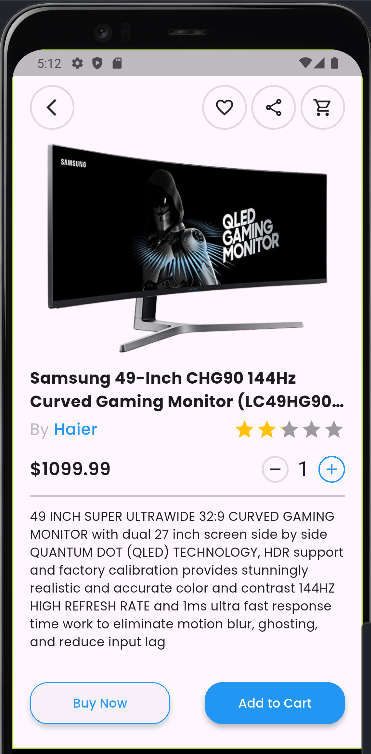 5:12
SAMSUNG
QLED
GAMING
MONITOR
Samsung 49-Inch CHG90 144Hz
Curved Gaming Monitor (LC49HG90...
By Haier
$1099.99
1
49 INCH SUPER ULTRAWIDE 32:9 CURVED GAMING
MONITOR with dual 27 inch screen side by side
QUANTUM DOT (QLED) TECHNOLOGY, HDR support
and factory calibration provides stunningly
realistic and accurate color and contrast 144HZ
HIGH REFRESH RATE and 1ms ultra fast response
time work to eliminate motion blur, ghosting,
and reduce input lag
Buy Now
Add to Cart